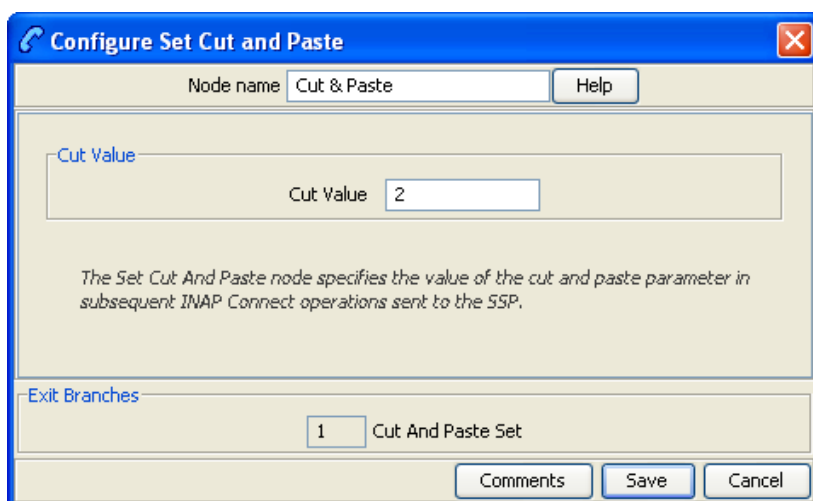 Configure Set Cut and Paste
Node name Cut & Paste Help
Cut Value
Cut Value 2
The Set Cut And Paste node specifies the value of the cut and paste parameter in
subsequent INAP Connect operations sent to the SSP.
Exit Branches
1 Cut And Paste Set
Comments Save Cancel